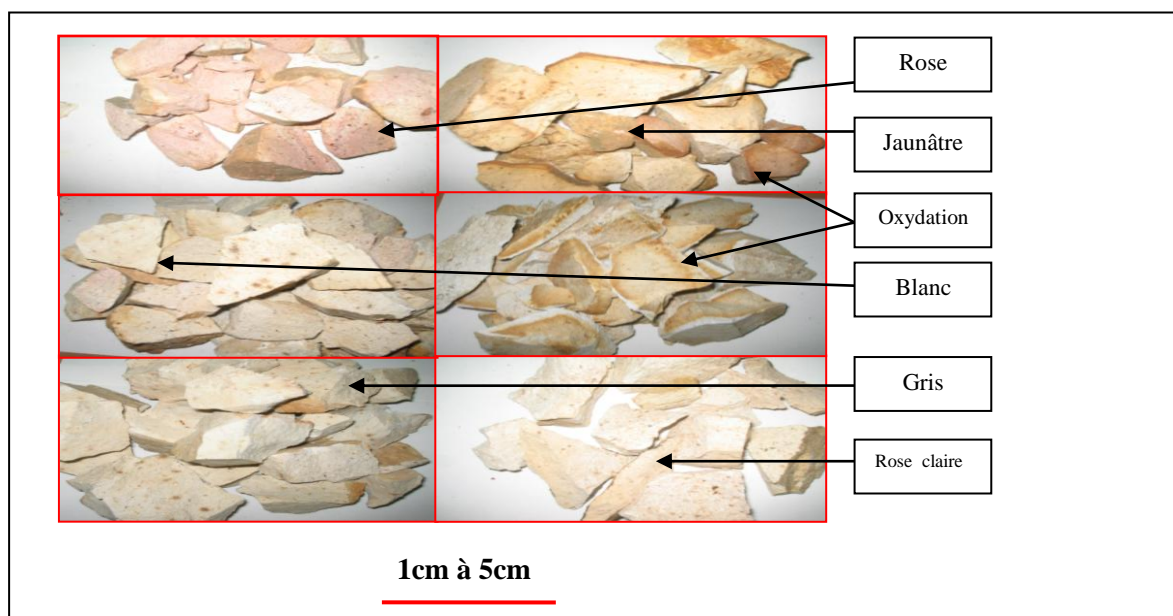 Rose
Jaunâtre
Oxydation
Blanc
Gris
Rose claire
1cm à 5cm